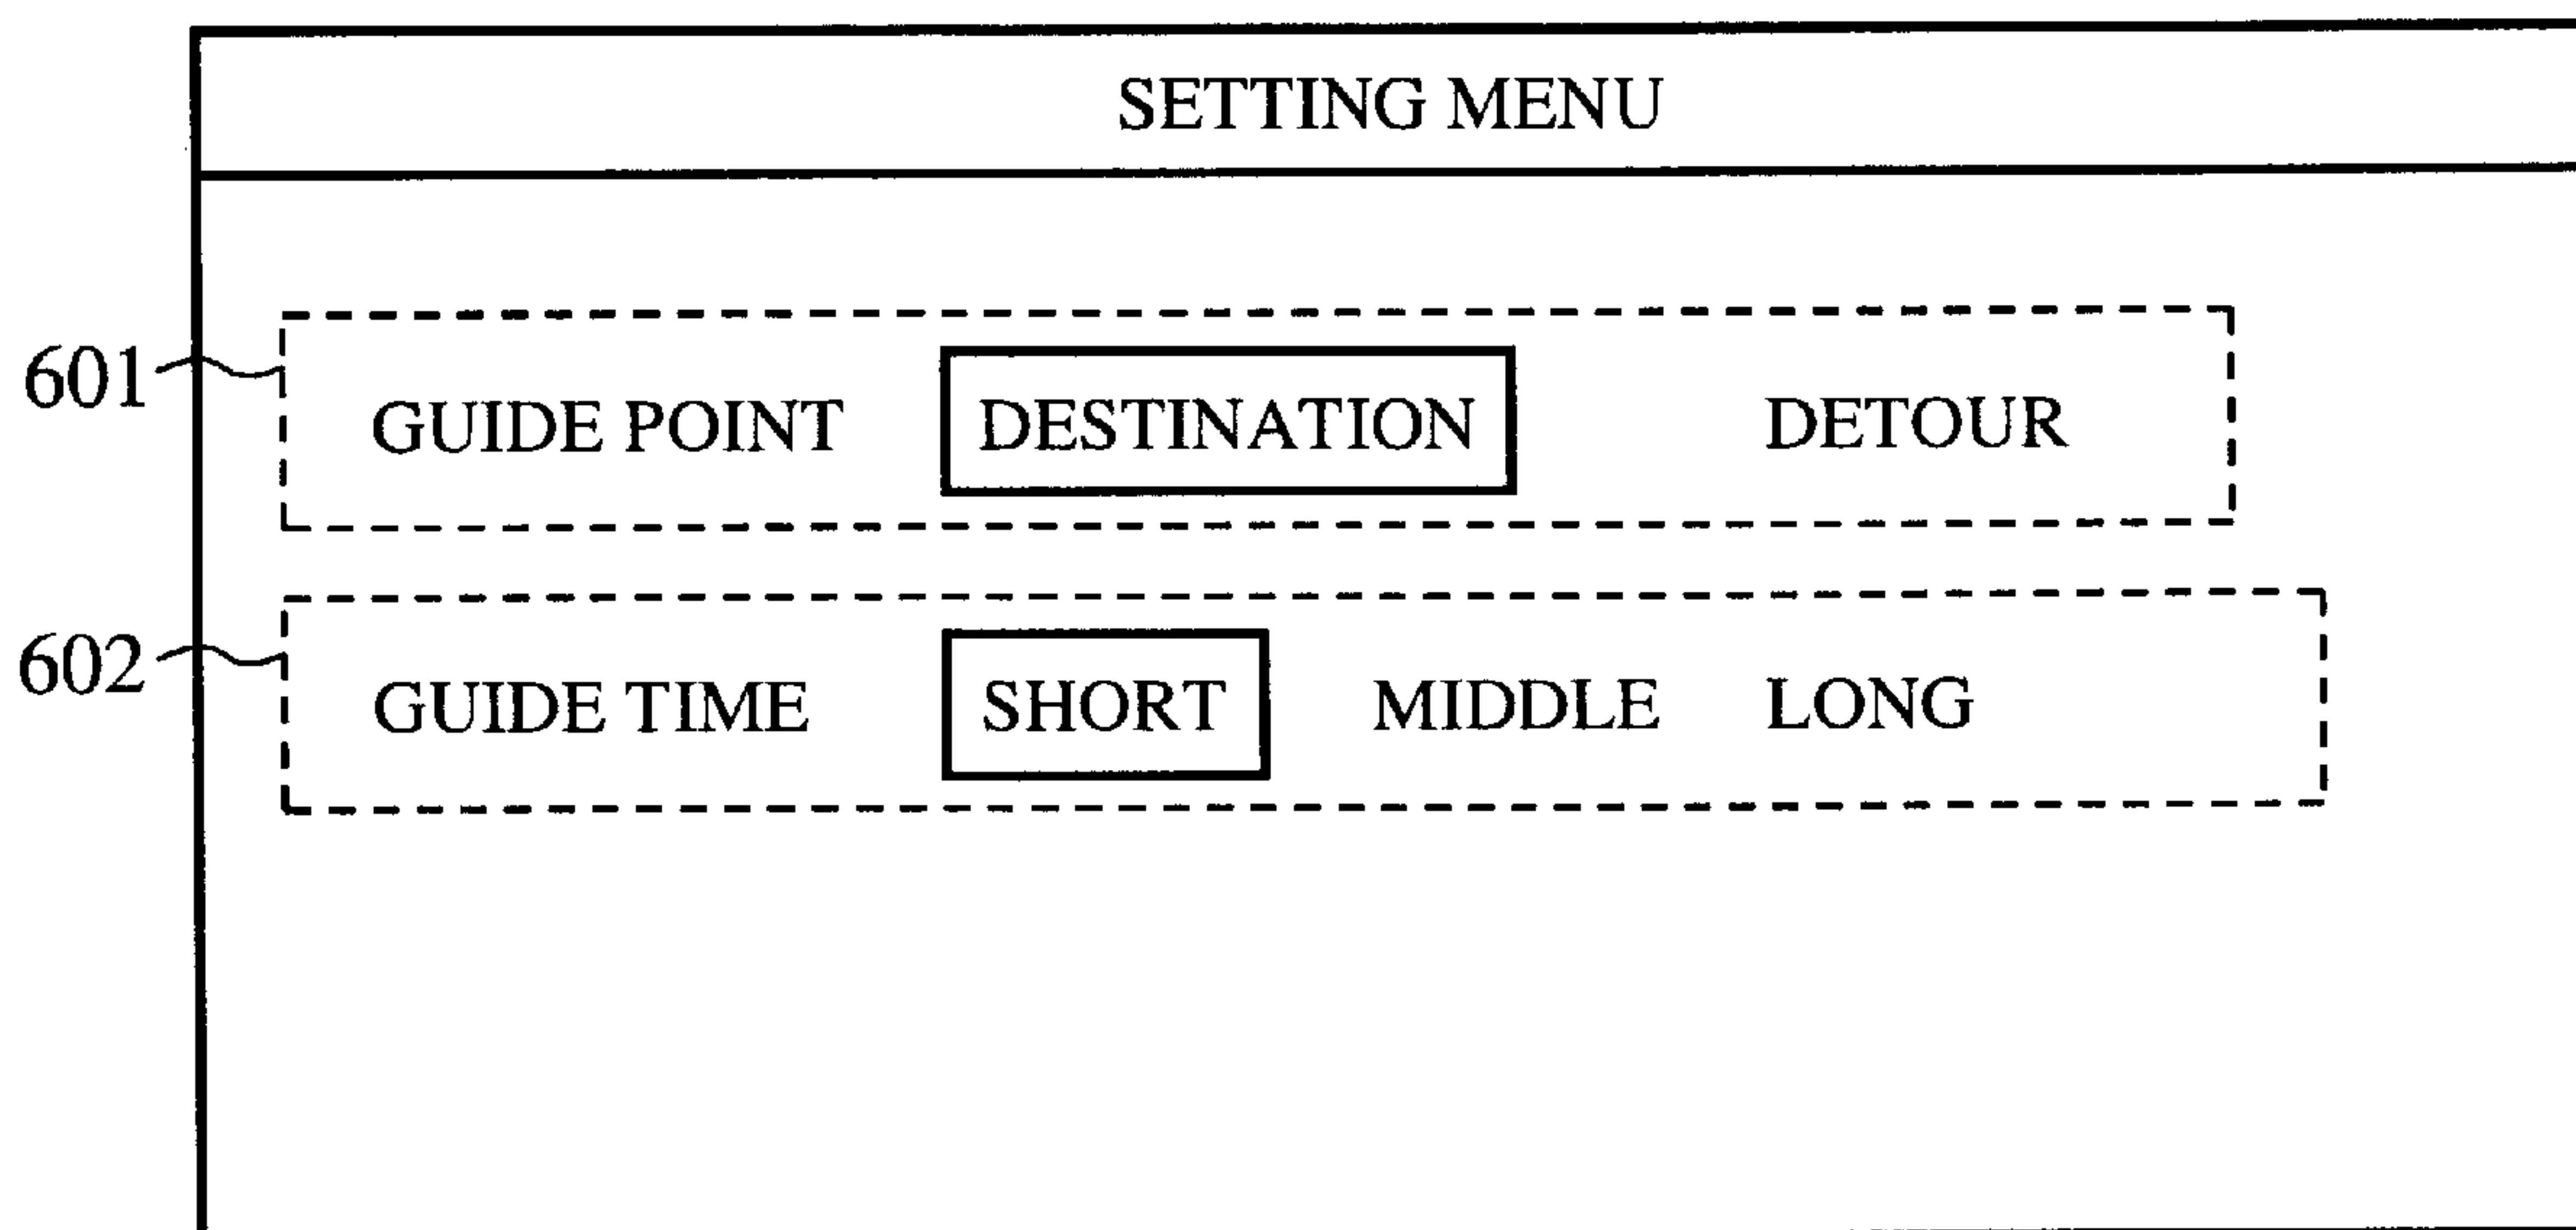 SETTING MENU
601 GUIDE POINT DESTINATION DETOUR
602 GUIDE TIME SHORT MIDDLE LONG